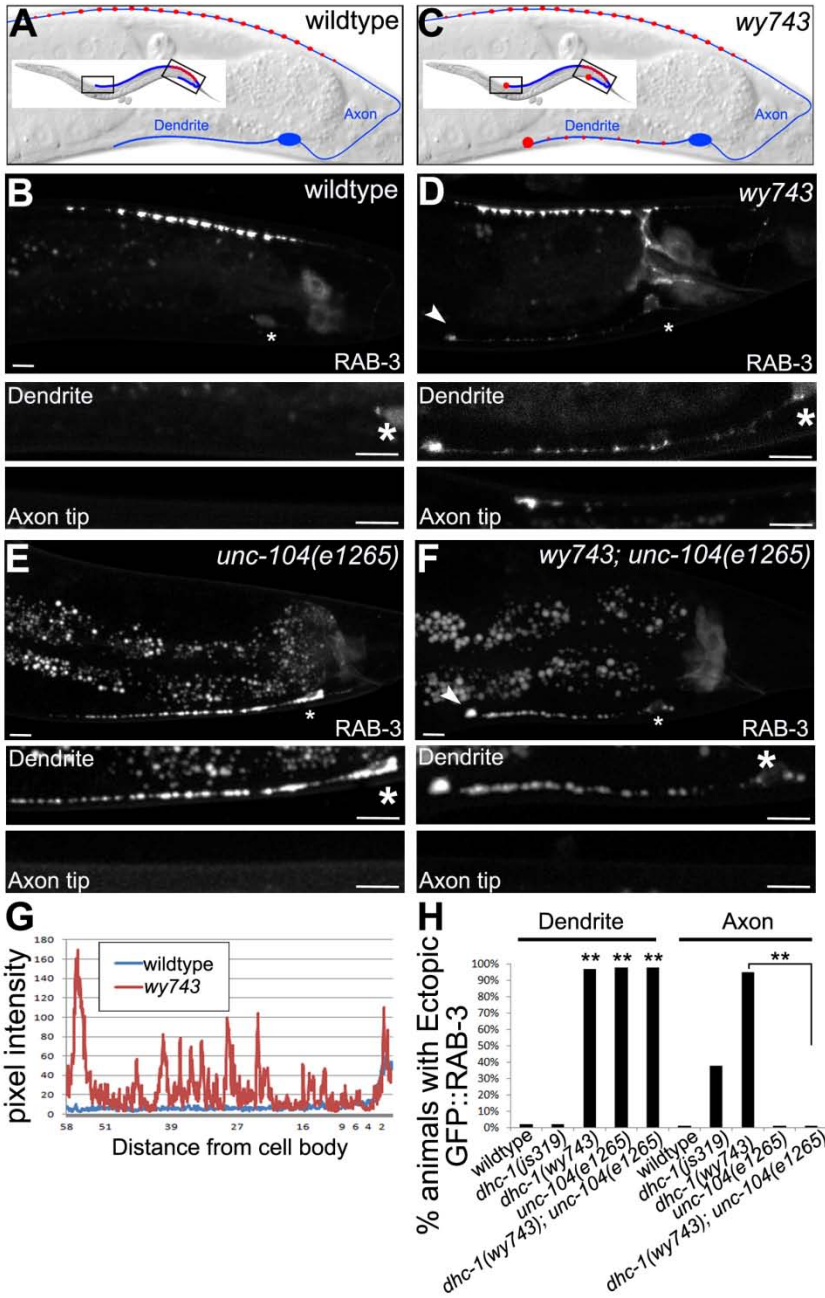 A
wildtype
Axon
Dendrite
C
wy743
Axon
Dendrite
B
wildtype
*
RAB-3
Dendrite
*
Axon tip
D
wy743
*
RAB-3
Dendrite
*
Axon tip
E
unc-104(e1265)
*
RAB-3
Dendrite
*
Axon tip
F
wy743; unc-104(e1265)
*
RAB-3
Dendrite
*
Axon tip
G
pixel intensity
180
160
140
120
100
80
60
40
20
0
wildtype
wy743
58 51 39 27 16 9 6 4 2
Distance from cell body
H
Dendrite Axon
% animals with Ectopic
GFP::RAB-3
100%
90%
80%
70%
60%
50%
40%
30%
20%
10%
0%
** ** ** **
wildtype
dhc-1(js319)
dhc-1(wy743)
unc-104(e1265)
dhc-1(wy743); unc-104(e1265)
wildtype
dhc-1(js319)
dhc-1(wy743)
unc-104(e1265)
dhc-1(wy743); unc-104(e1265)